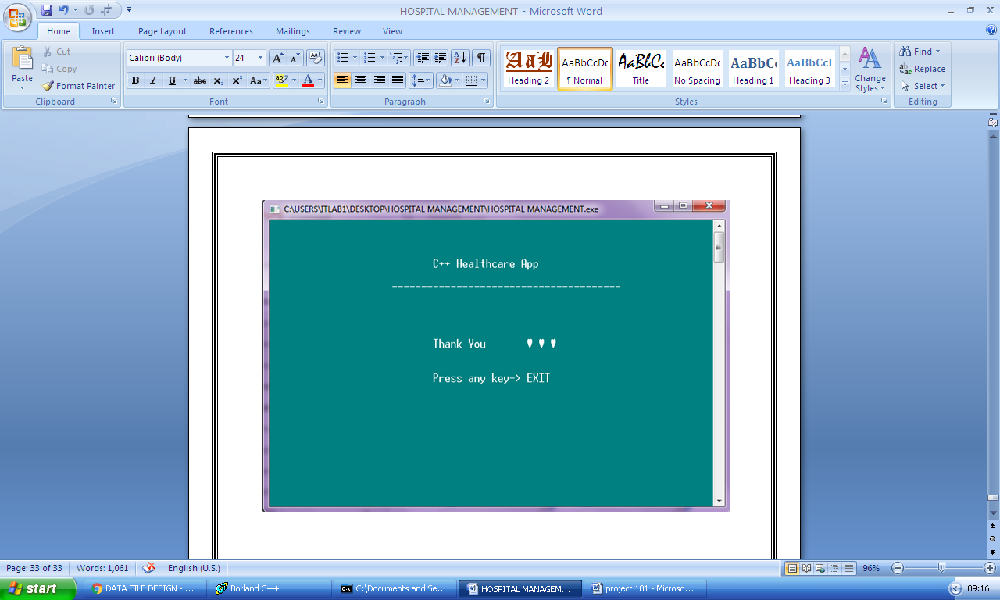 HOSPITAL MANAGEMENT - Microsoft Word
Home Insert Page Layout References Mailings Review View
Paste
Cut
Copy
Format Painter
Clipboard
Calibri (Body) 24
B I U abc x₂ x² Aa
ab A
Font
Paragraph
AaB AaBbCcDc AaBbC AaBbCcDc AaBbC AaBbCcI
Heading 2 ¶ Normal Title No Spacing Heading 1 Heading 3
Change Styles
Styles
Find
Replace
Select
Editing
C:\USERS\ITLAB1\DESKTOP\HOSPITAL MANAGEMENT\HOSPITAL MANAGEMENT.exe
C++ Healthcare App
---------------------------------------
Thank You ♥ ♥ ♥
Press any key-> EXIT
Page: 33 of 33 Words: 1,061 English (U.S.) 96%
start DATA FILE DESIGN - ... Borland C++ C:\Documents and Se... HOSPITAL MANAGEM... project 101 - Microso... 09:16